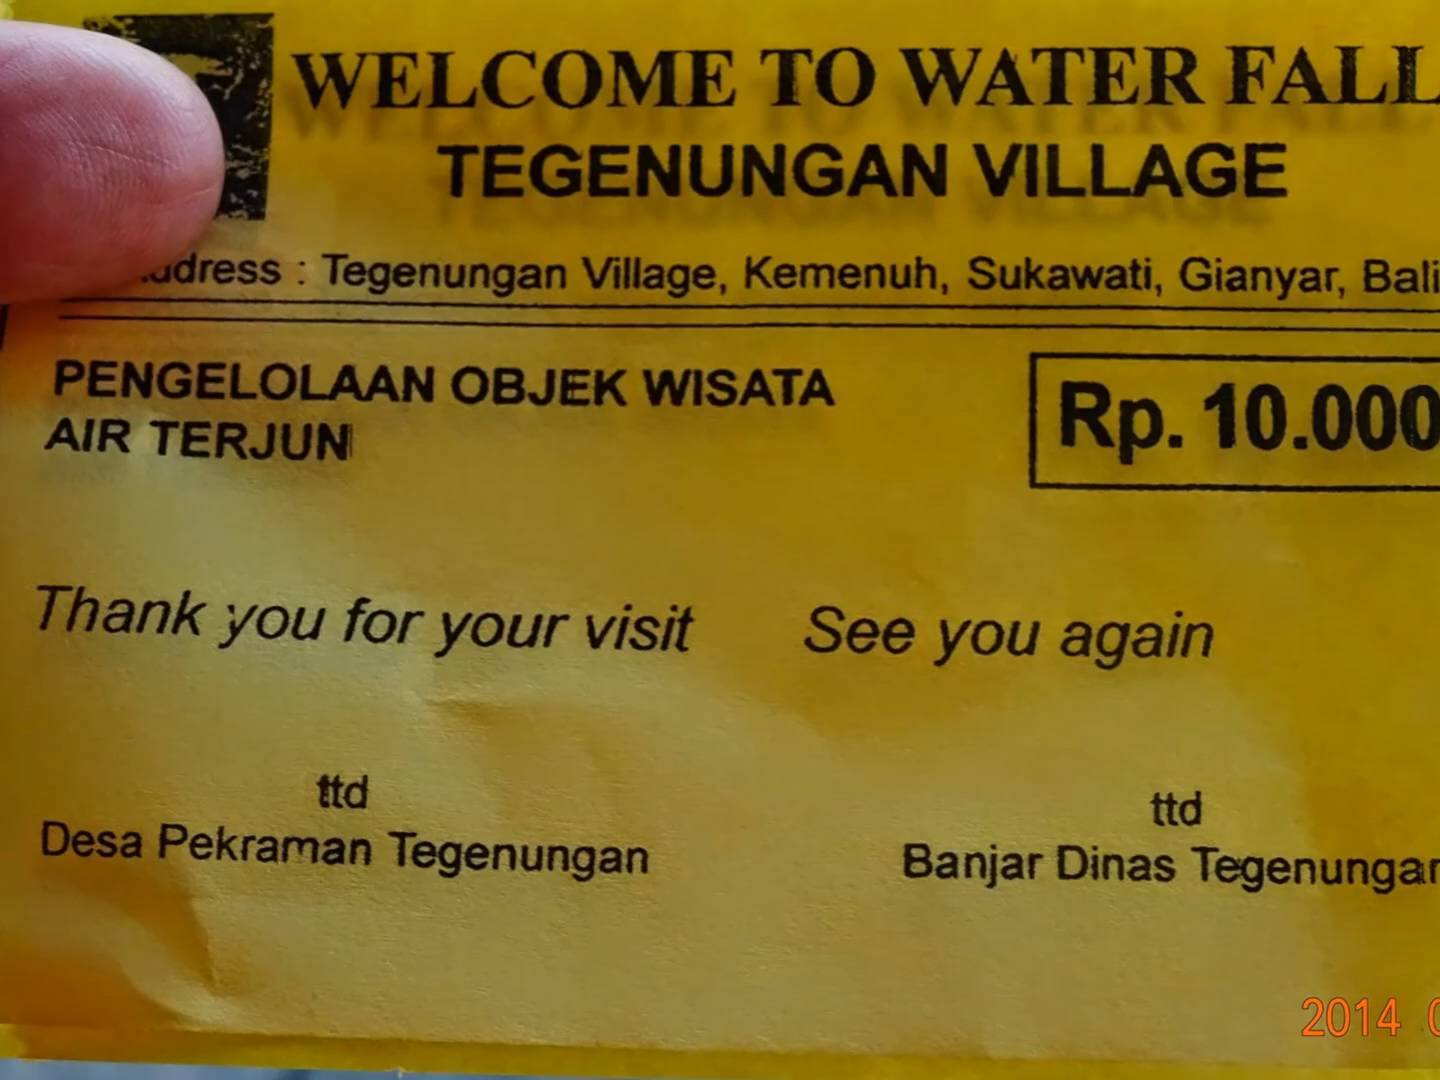 WELCOME TO WATER FALL
TEGENUNGAN VILLAGE
: Tegenungan Village, Kemenuh, Sukawati, Gianyar, Bali
PENGELOLAAN OBJEK WISATA
AIR TERJUN
Rp. 10.000
Thank you for your visit See you again
ttd
Desa Pekraman Tegenungan
ttd
Banjar Dinas
2014